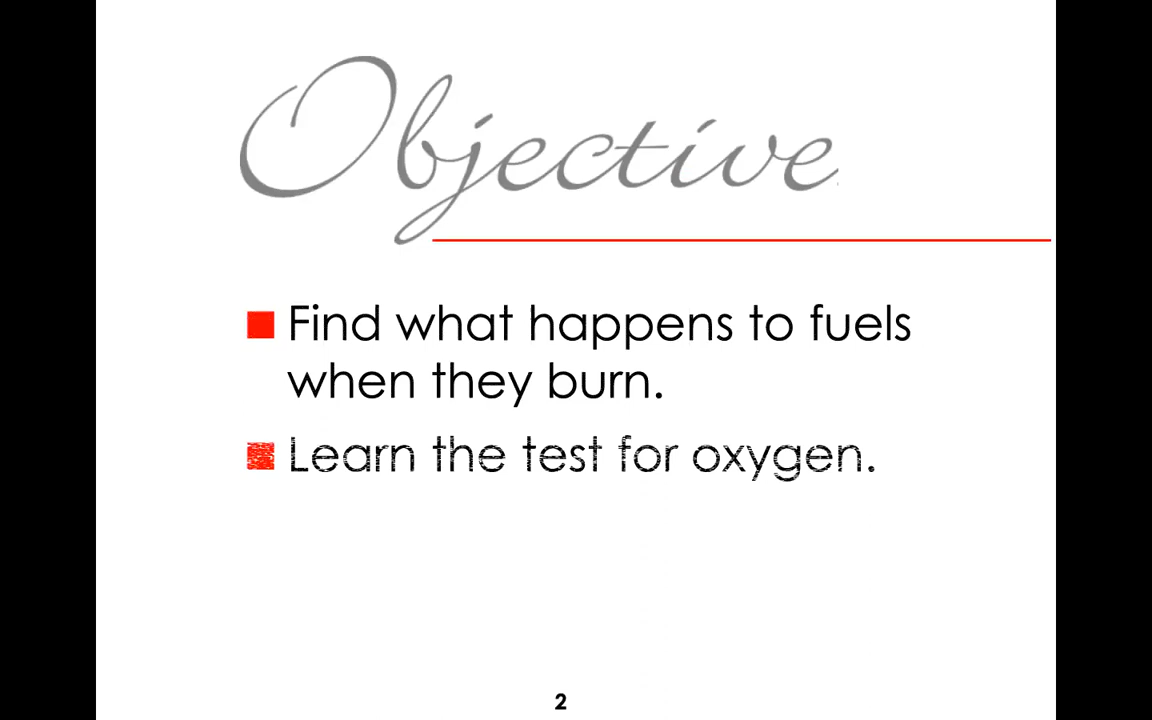 Objective
Find what happens to fuels
when they burn.
Learn the test for oxygen.
2